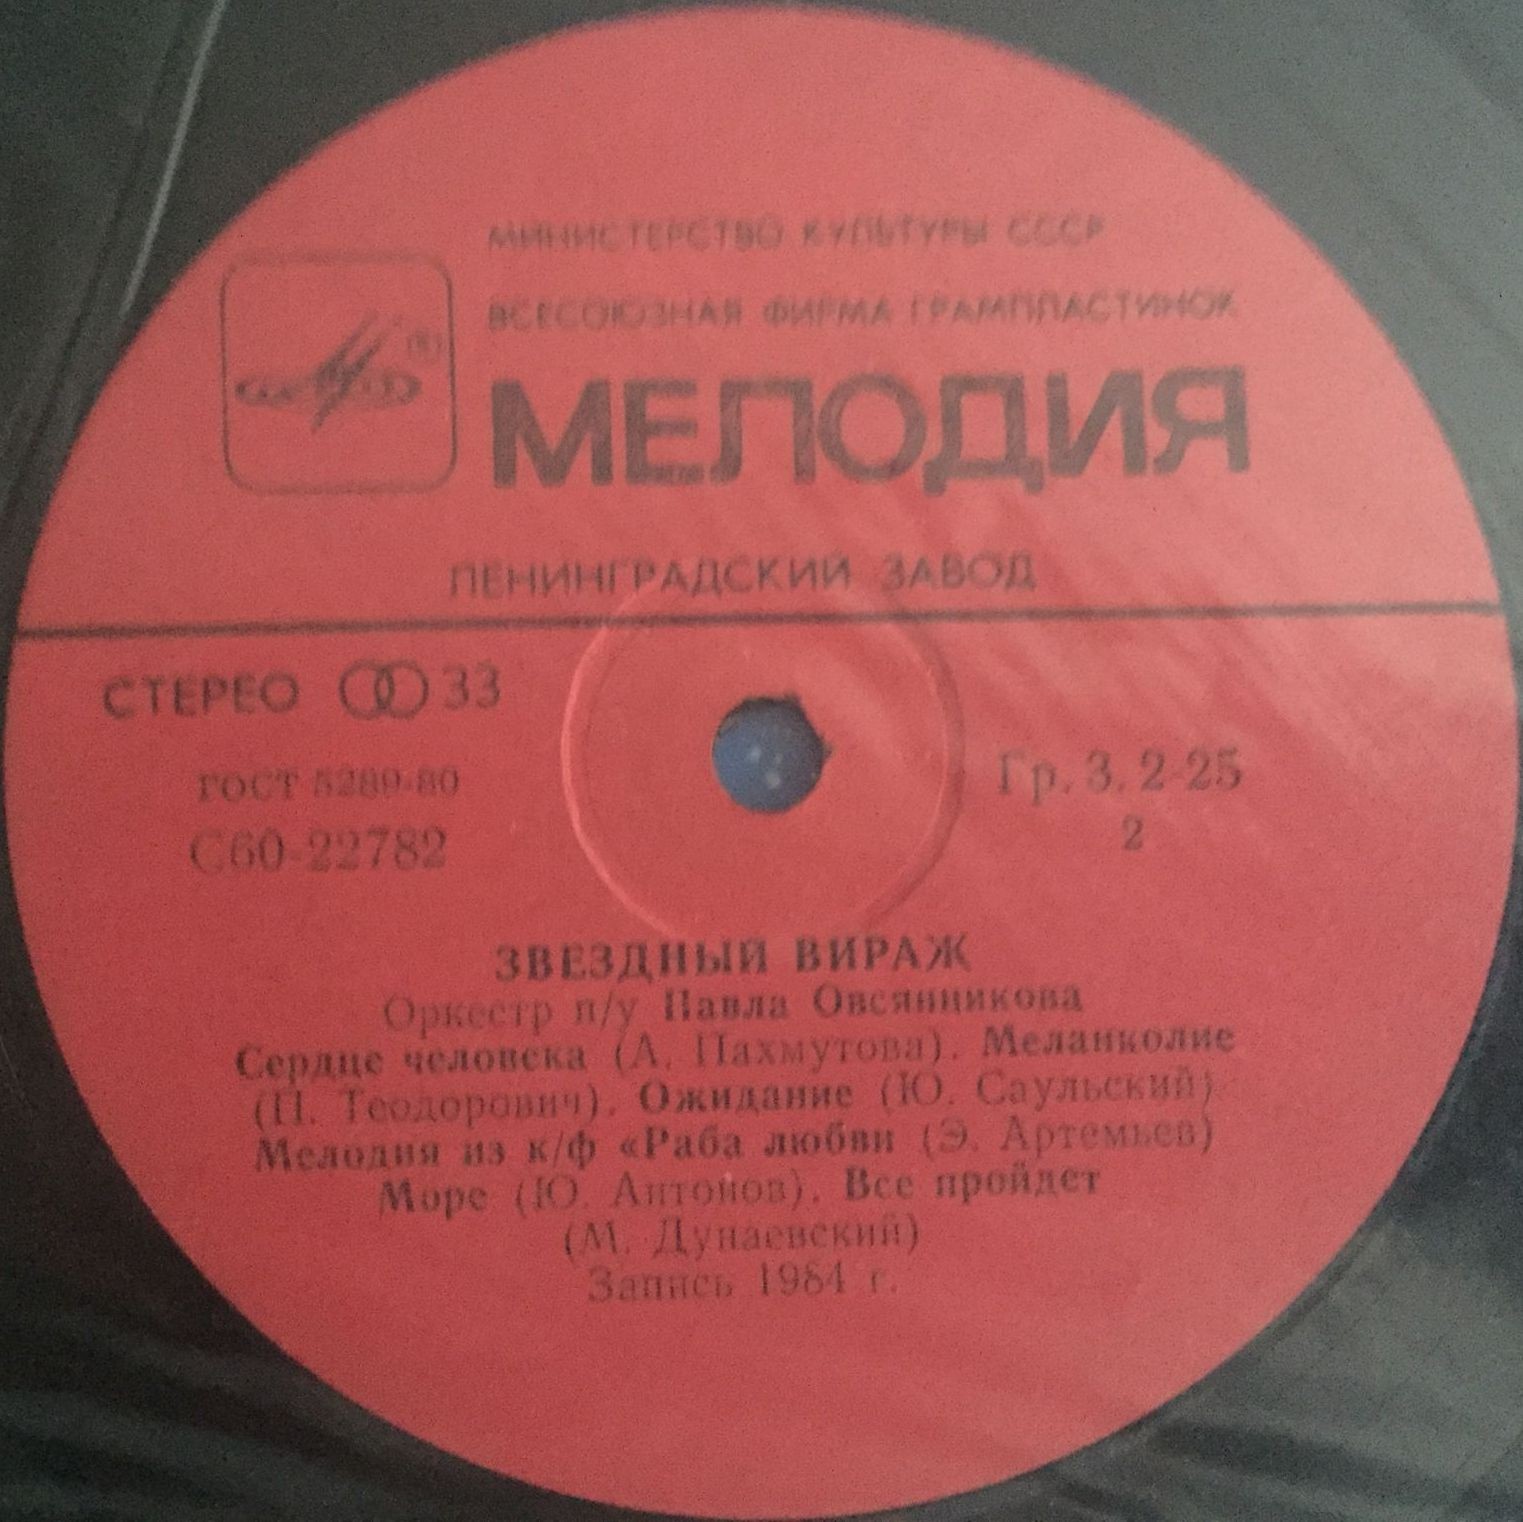 МИНИСТЕРСТВО КУЛЬТУРЫ СССР
ВСЕСОЮЗНАЯ ФИРМА ГРАМПЛАСТИНОК
(R)
МЕЛОДИЯ
ЛЕНИНГРАДСКИЙ ЗАВОД
СТЕРЕО 33
ГОСТ 5289-80
С60-22782
Гр. 3. 2-25
2
ЗВЕЗДНЫЙ ВИРАЖ
Оркестр п/у Павла Овсянникова
Сердце человека (А. Пахмутова). Меланколие
(П. Теодорович). Ожидание (Ю. Саульский)
Мелодия из к/ф «Раба любви (Э. Артемьев)
Море (Ю. Антонов). Все пройдет
(М. Дунаевский)
Запись 1984 г.